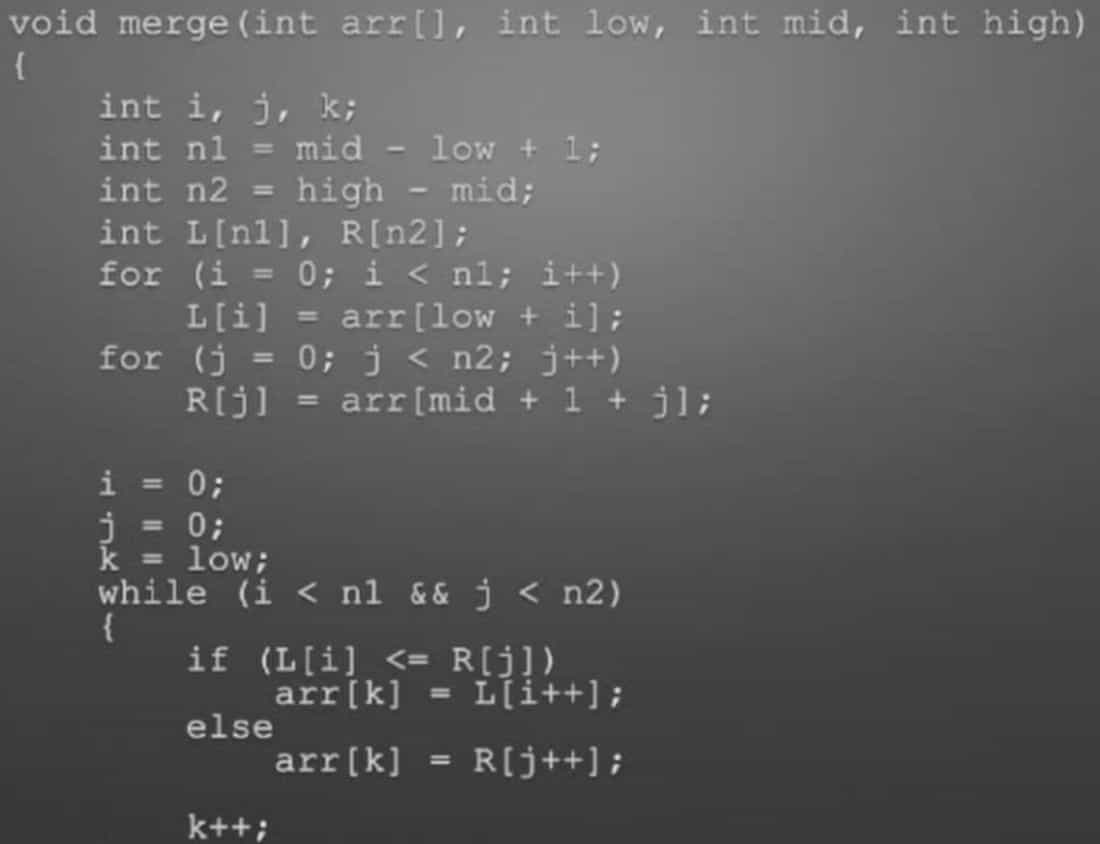 void merge(int arr[], int low, int mid, int high)
{
    int i, j, k;
    int n1 = mid - low + 1;
    int n2 = high - mid;
    int L[n1], R[n2];
    for (i = 0; i < n1; i++)
        L[i] = arr[low + i];
    for (j = 0; j < n2; j++)
        R[j] = arr[mid + 1 + j];
    i = 0;
    j = 0;
    k = low;
    while (i < n1 && j < n2)
    {
        if (L[i] <= R[j])
            arr[k] = L[i++];
        else
            arr[k] = R[j++];
        k++;